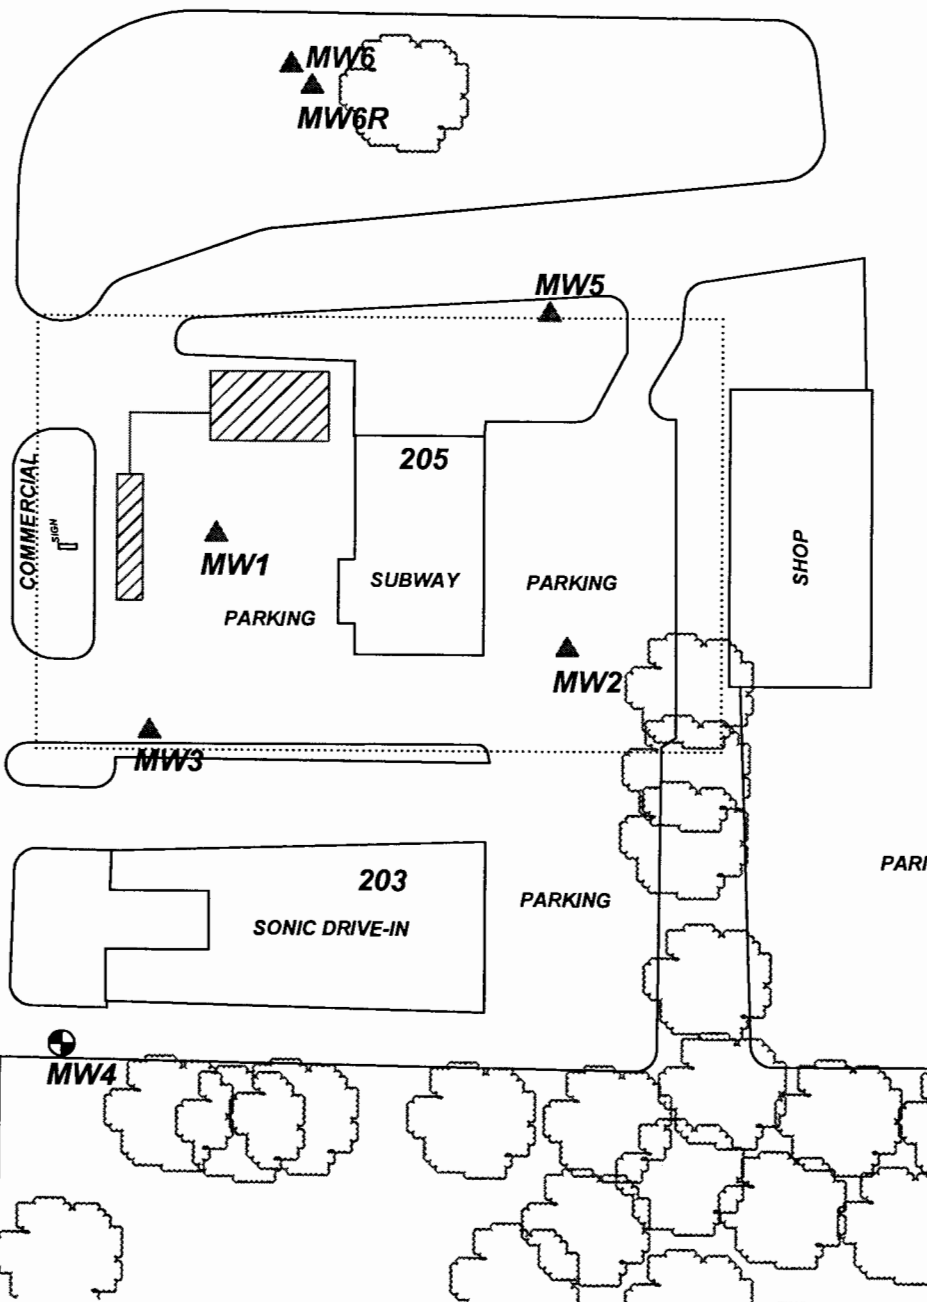 MW6
MW6R
MW5
205
COMMERCIAL
SIGN
MW1
SUBWAY
PARKING
SHOP
PARKING
MW2
MW3
203
SONIC DRIVE-IN
PARKING
MW4